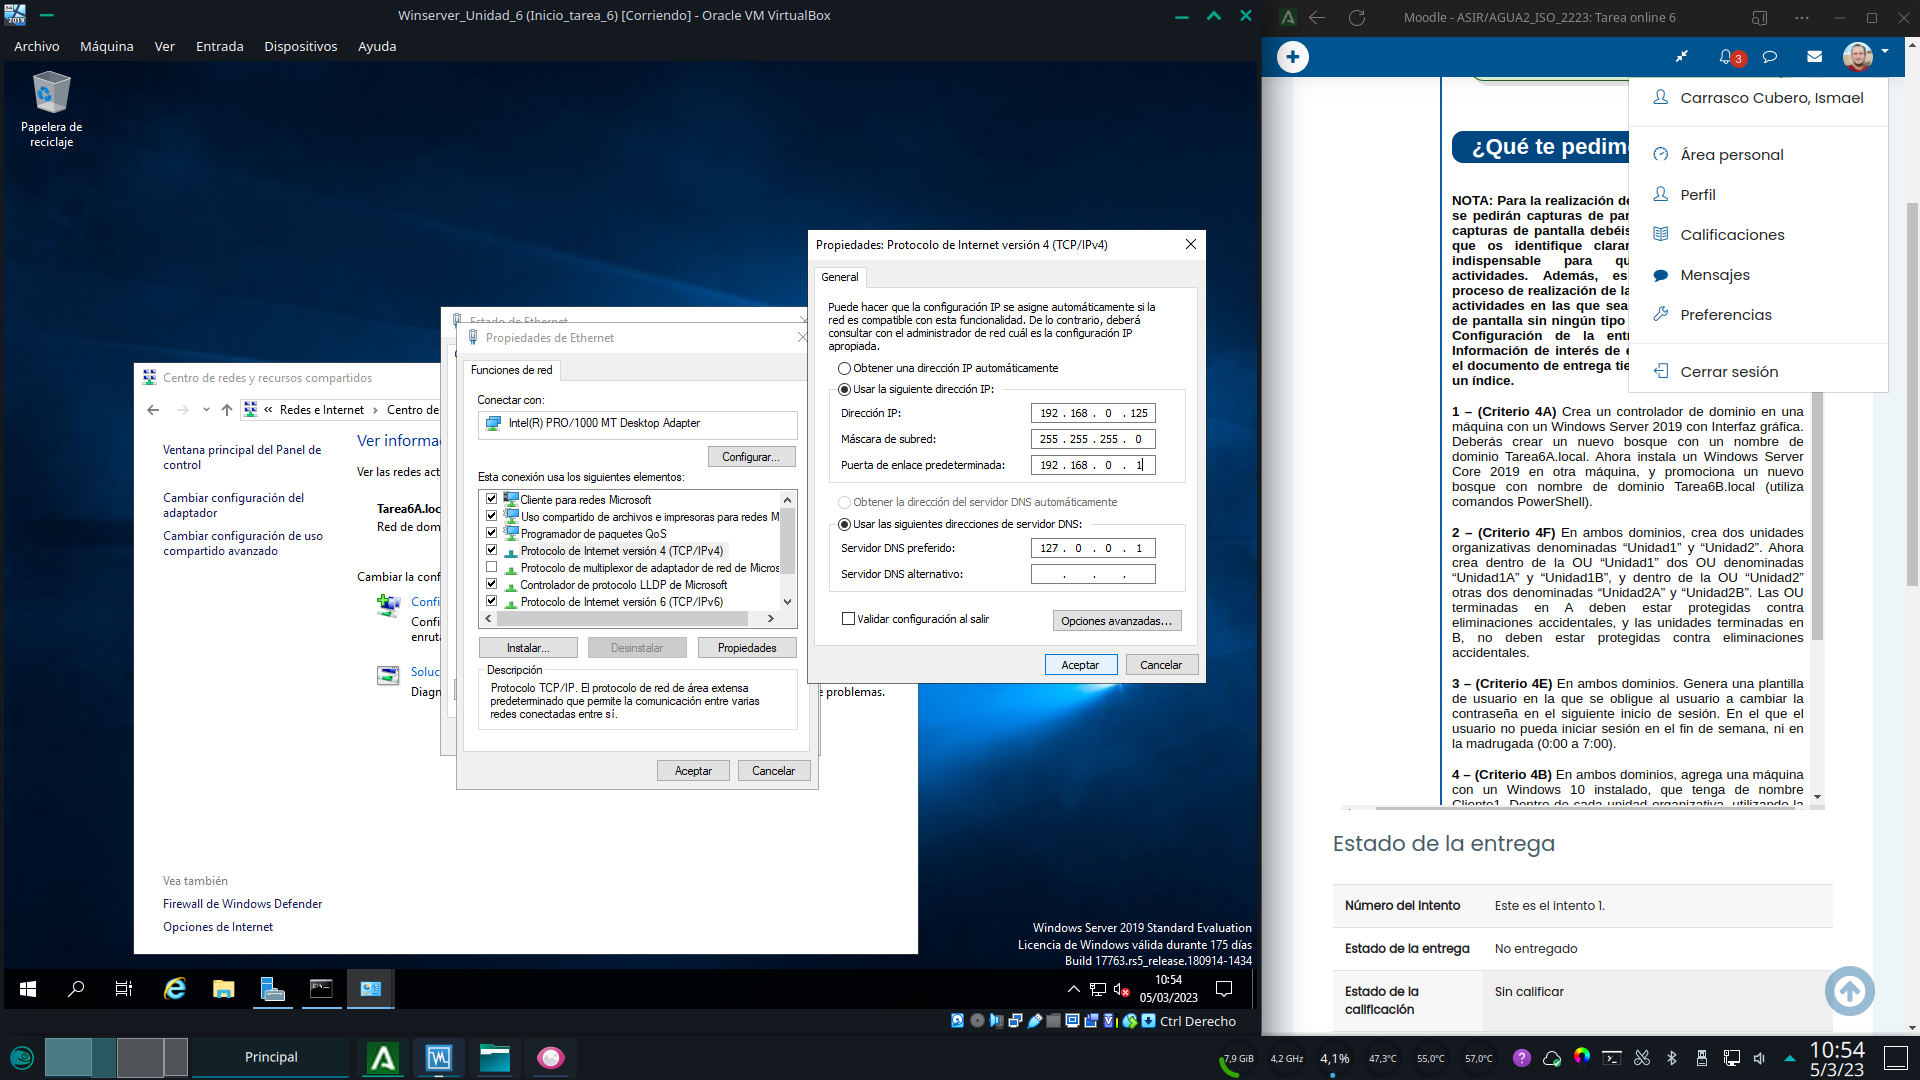 Winserver_Unidad_6 (Inicio_tarea_6) [Corriendo] - Oracle VM VirtualBox
Archivo Máquina Ver Entrada Dispositivos Ayuda
Papelera de
reciclaje
Centro de redes y recursos compartidos
« Redes e Internet > Centro de
Ventana principal del Panel de
control
Cambiar configuración del
adaptador
Cambiar configuración de uso
compartido avanzado
Ver las redes act
Tarea6A.loc
Red de dom
Cambiar la conf
Confi
Confi
enruta
Soluc
Diagn
e problemas.
Vea también
Firewall de Windows Defender
Opciones de Internet
Estado de Ethernet
Propiedades de Ethernet
Funciones de red
Conectar con:
Intel(R) PRO/1000 MT Desktop Adapter
Configurar...
Esta conexión usa los siguientes elementos:
Cliente para redes Microsoft
Uso compartido de archivos e impresoras para redes M
Programador de paquetes QoS
Protocolo de Internet versión 4 (TCP/IPv4)
Protocolo de multiplexor de adaptador de red de Micros
Controlador de protocolo LLDP de Microsoft
Protocolo de Internet versión 6 (TCP/IPv6)
Instalar... Desinstalar Propiedades
Descripción
Protocolo TCP/IP. El protocolo de red de área extensa
predeterminado que permite la comunicación entre varias
redes conectadas entre sí.
Aceptar Cancelar
Propiedades: Protocolo de Internet versión 4 (TCP/IPv4)
General
Puede hacer que la configuración IP se asigne automáticamente si la
red es compatible con esta funcionalidad. De lo contrario, deberá
consultar con el administrador de red cuál es la configuración IP
apropiada.
Obtener una dirección IP automáticamente
Usar la siguiente dirección IP:
Dirección IP: 192 . 168 . 0 . 125
Máscara de subred: 255 . 255 . 255 . 0
Puerta de enlace predeterminada: 192 . 168 . 0 . 1
Obtener la dirección del servidor DNS automáticamente
Usar las siguientes direcciones de servidor DNS:
Servidor DNS preferido: 127 . 0 . 0 . 1
Servidor DNS alternativo: . . .
Validar configuración al salir
Opciones avanzadas...
Aceptar Cancelar
Windows Server 2019 Standard Evaluation
Licencia de Windows válida durante 175 días
Build 17763.rs5_release.180914-1434
10:54
05/03/2023
Ctrl Derecho
Moodle - ASIR/AGUA2_ISO_2223: Tarea online 6
3
Carrasco Cubero, Ismael
Área personal
Perfil
Calificaciones
Mensajes
Preferencias
Cerrar sesión
¿Qué te pedim
NOTA: Para la realización de
se pedirán capturas de pan
capturas de pantalla debéis
que os identifique claran
indispensable para qu
actividades. Además, es
proceso de realización de la
actividades en las que sea
de pantalla sin ningún tipo
Configuración de la entr
Información de interés de e
el documento de entrega tie
un índice.
1 – (Criterio 4A) Crea un controlador de dominio en una
máquina con un Windows Server 2019 con Interfaz gráfica.
Deberás crear un nuevo bosque con un nombre de
dominio Tarea6A.local. Ahora instala un Windows Server
Core 2019 en otra máquina, y promociona un nuevo
bosque con nombre de dominio Tarea6B.local (utiliza
comandos PowerShell).
2 – (Criterio 4F) En ambos dominios, crea dos unidades
organizativas denominadas “Unidad1” y “Unidad2”. Ahora
crea dentro de la OU “Unidad1” dos OU denominadas
“Unidad1A” y “Unidad1B”, y dentro de la OU “Unidad2”
otras dos denominadas “Unidad2A” y “Unidad2B”. Las OU
terminadas en A deben estar protegidas contra
eliminaciones accidentales, y las unidades terminadas en
B, no deben estar protegidas contra eliminaciones
accidentales.
3 – (Criterio 4E) En ambos dominios. Genera una plantilla
de usuario en la que se obligue al usuario a cambiar la
contraseña en el siguiente inicio de sesión. En el que el
usuario no pueda iniciar sesión en el fin de semana, ni en
la madrugada (0:00 a 7:00).
4 – (Criterio 4B) En ambos dominios, agrega una máquina
con un Windows 10 instalado, que tenga de nombre
Cliente1. Dentro de cada unidad organizativa, utilizando la
Estado de la entrega
Número del intento Este es el intento 1.
Estado de la entrega No entregado
Estado de la
calificación
Sin calificar
Principal
7,9 GiB 4,2 GHz 4,1% 47,3°C 55,0°C 57,0°C
10:54
5/3/23